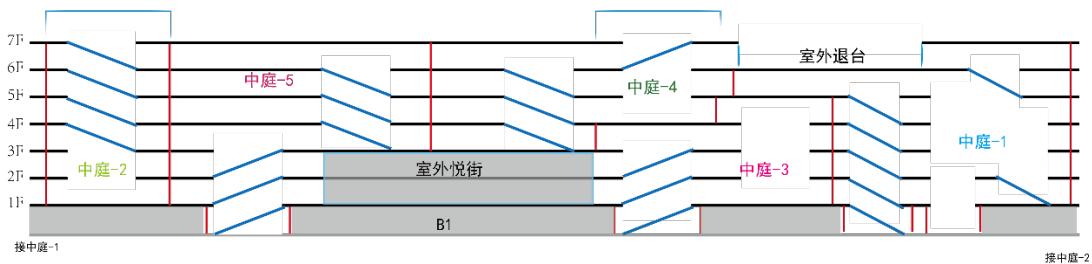 7F
室外退台
6F
中庭-5
中庭-4
5F
4F
中庭-1
3F
中庭-2
室外悦街
中庭-3
2F
1F
B1
接中庭-1
接中庭-2